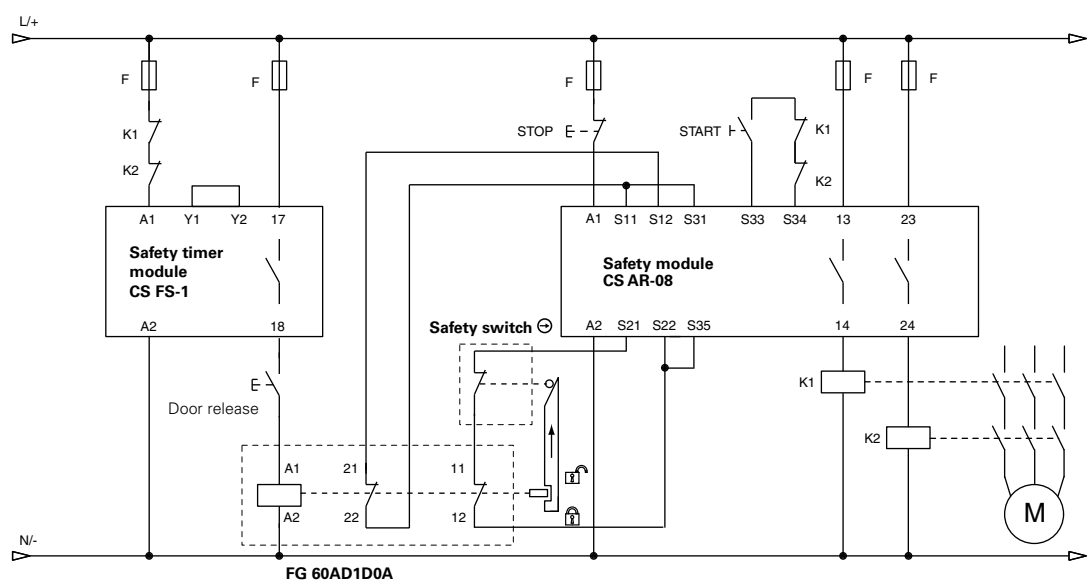 L/+
F
F
F
F
F
K1
K2
STOP
START
K1
K2
A1
Y1
Y2
17
A1
S11
S12
S31
S33
S34
13
23
Safety timer
module
CS FS-1
Safety module
CS AR-08
A2
18
Safety switch
A2
S21
S22
S35
14
24
Door release
K1
K2
A1
21
11
A2
22
12
M
N/-
FG 60AD1D0A